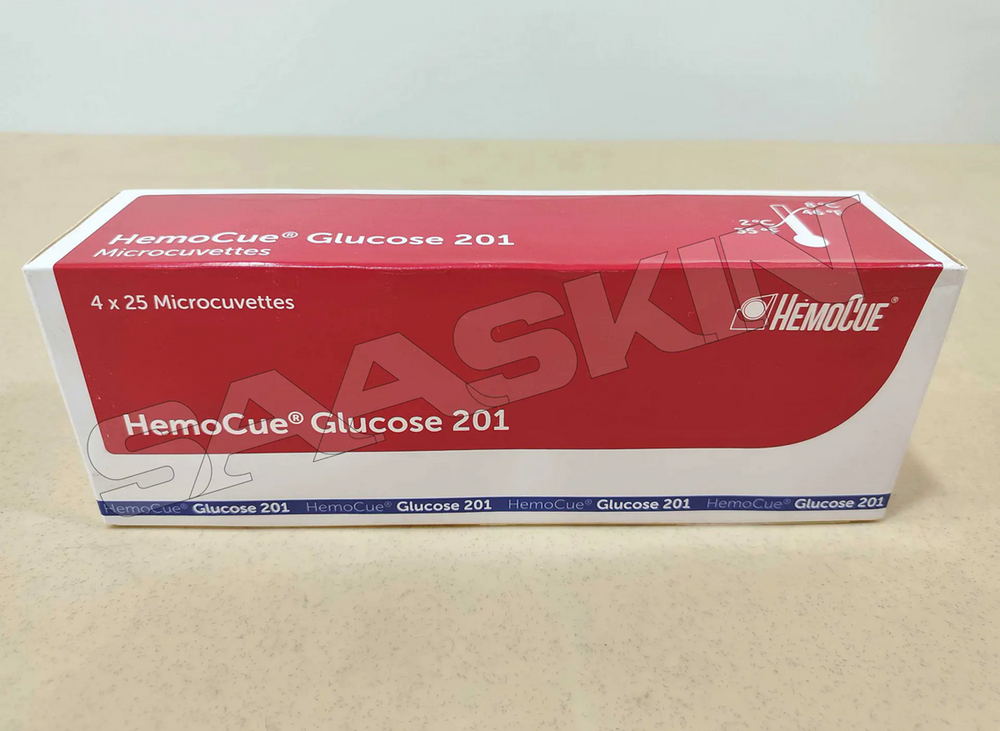 HemoCue® Glucose 201
Microcuvettes
8°C
46°F
2°C
35°F
4 x 25 Microcuvettes
HEMOCUE®
HemoCue® Glucose 201
SAASKIN
HemoCue® Glucose 201 HemoCue® Glucose 201 HemoCue® Glucose 201 HemoCue® Glucose 201